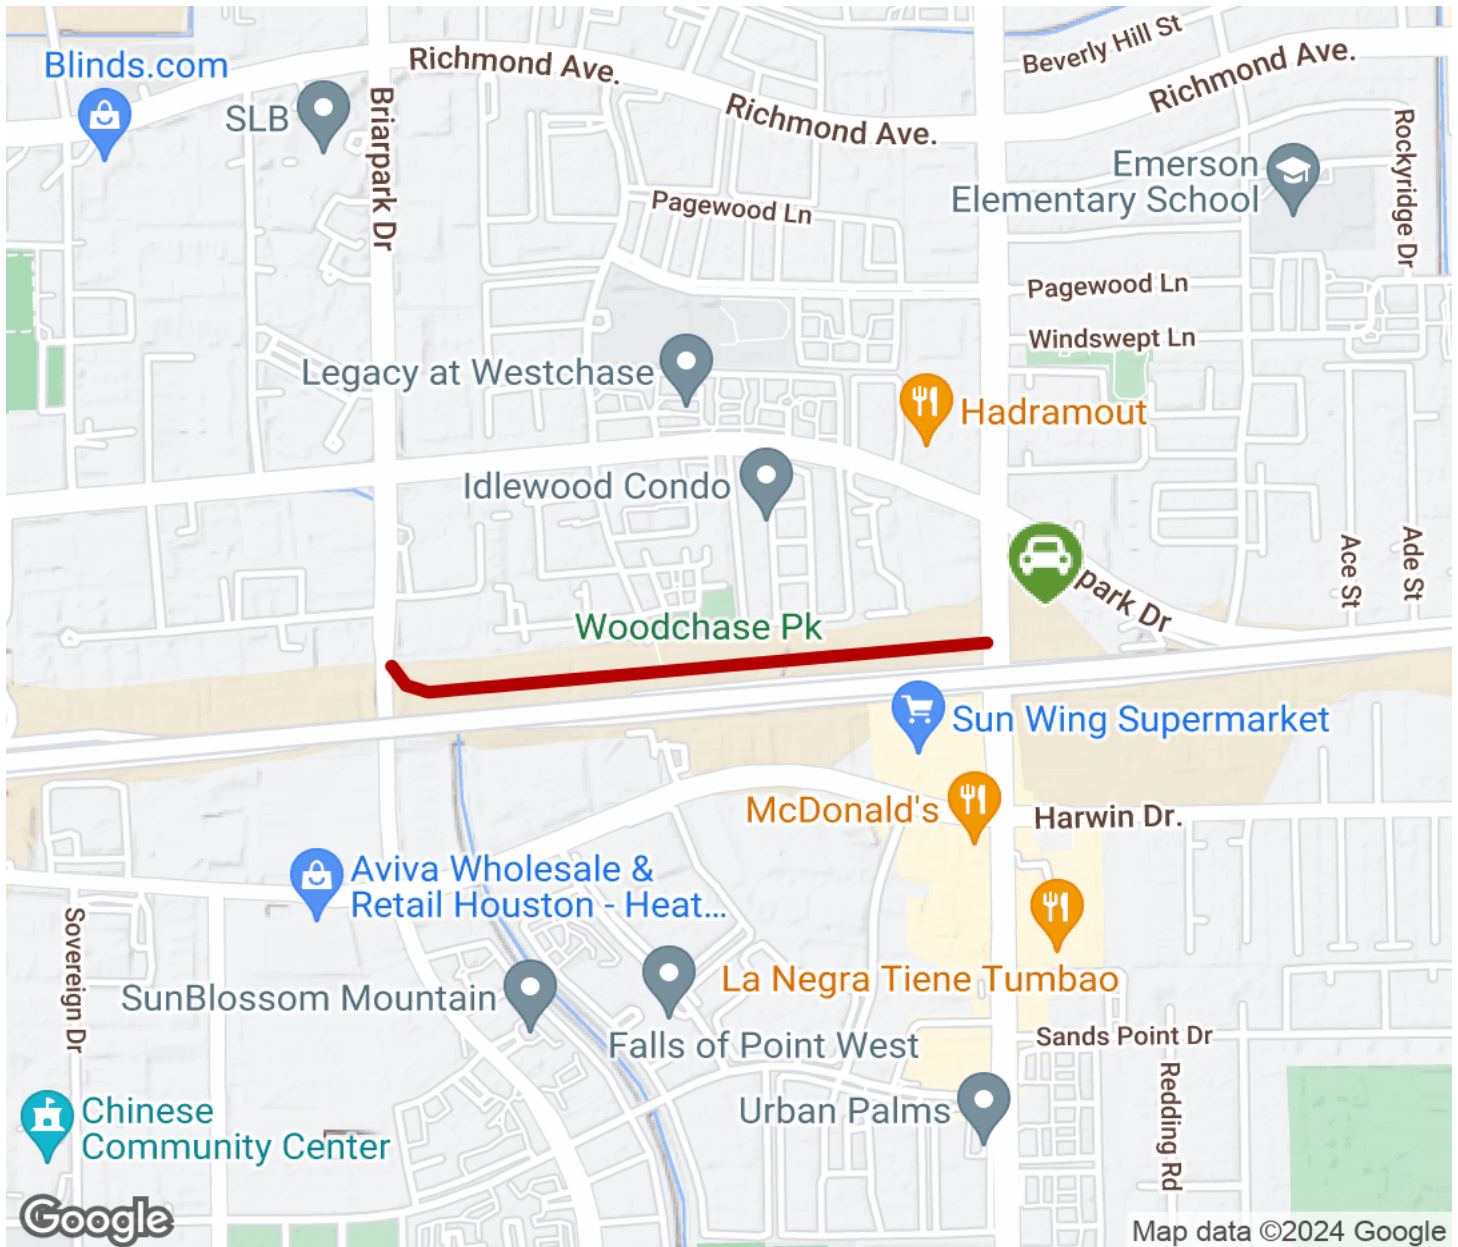 Richmond Ave.
Beverly Hill St
Richmond Ave.
Blinds.com
SLB
Briarpark Dr
Richmond Ave.
Rockyridge Dr
Emerson
Elementary School
Pagewood Ln
Pagewood Ln
Windswept Ln
Legacy at Westchase
Hadramout
Idlewood Condo
Ace St
Ade St
park Dr
Woodchase Pk
Sun Wing Supermarket
McDonald's
Harwin Dr.
Aviva Wholesale &
Retail Houston - Heat...
Sovereign Dr
La Negra Tiene Tumbao
SunBlossom Mountain
Falls of Point West
Sands Point Dr
Redding Rd
Urban Palms
Chinese
Community Center
Google
Map data ©2024 Google